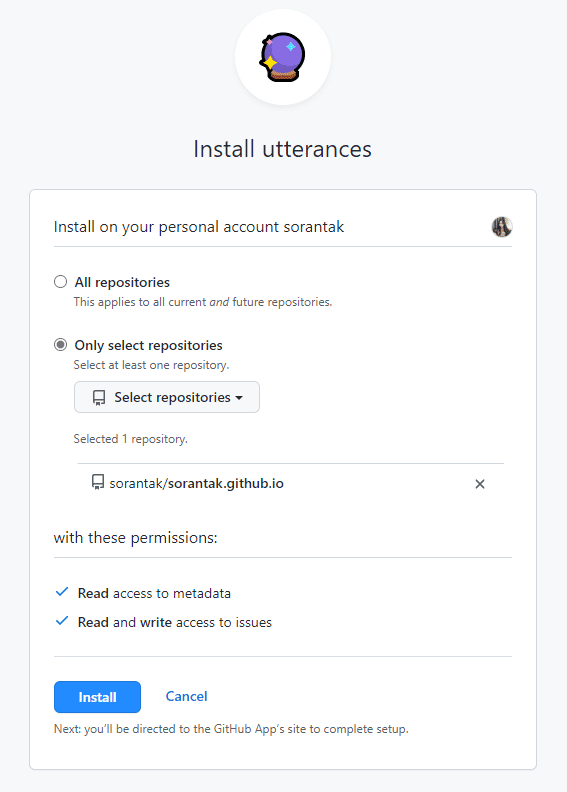 Install utterances
Install on your personal account sorantak
All repositories
This applies to all current and future repositories.
Only select repositories
Select at least one repository.
Select repositories
Selected 1 repository.
sorantak/sorantak.github.io
with these permissions:
Read access to metadata
Read and write access to issues
Install Cancel
Next: you'll be directed to the GitHub App's site to complete setup.